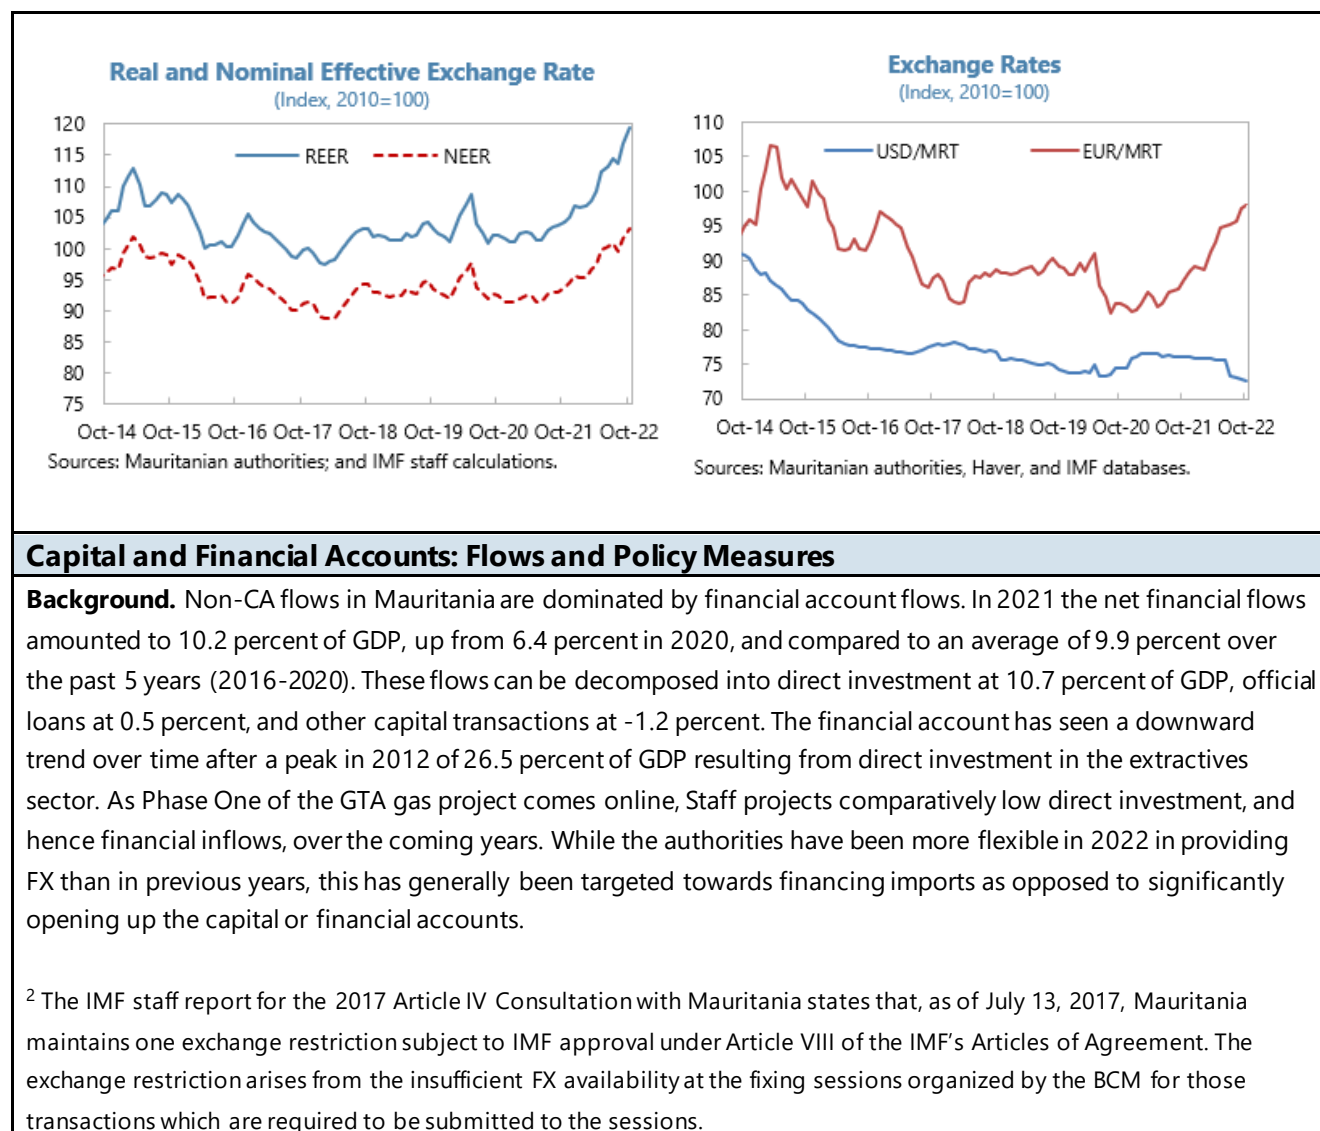 Real and Nominal Effective Exchange Rate
(Index, 2010=100)
120
115
110
105
100
95
90
85
80
75
REER
NEER
Oct-14 Oct-15 Oct-16 Oct-17 Oct-18 Oct-19 Oct-20 Oct-21 Oct-22
Sources: Mauritanian authorities; and IMF staff calculations.
Exchange Rates
(Index, 2010=100)
110
105
100
95
90
85
80
75
70
USD/MRT
EUR/MRT
Oct-14 Oct-15 Oct-16 Oct-17 Oct-18 Oct-19 Oct-20 Oct-21 Oct-22
Sources: Mauritanian authorities, Haver, and IMF databases.
Capital and Financial Accounts: Flows and Policy Measures
Background. Non-CA flows in Mauritania are dominated by financial account flows. In 2021 the net financial flows
amounted to 10.2 percent of GDP, up from 6.4 percent in 2020, and compared to an average of 9.9 percent over
the past 5 years (2016-2020). These flows can be decomposed into direct investment at 10.7 percent of GDP, official
loans at 0.5 percent, and other capital transactions at -1.2 percent. The financial account has seen a downward
trend over time after a peak in 2012 of 26.5 percent of GDP resulting from direct investment in the extractives
sector. As Phase One of the GTA gas project comes online, Staff projects comparatively low direct investment, and
hence financial inflows, over the coming years. While the authorities have been more flexible in 2022 in providing
FX than in previous years, this has generally been targeted towards financing imports as opposed to significantly
opening up the capital or financial accounts.
2 The IMF staff report for the 2017 Article IV Consultation with Mauritania states that, as of July 13, 2017, Mauritania
maintains one exchange restriction subject to IMF approval under Article VIII of the IMF's Articles of Agreement. The
exchange restriction arises from the insufficient FX availability at the fixing sessions organized by the BCM for those
transactions which are required to be submitted to the sessions.